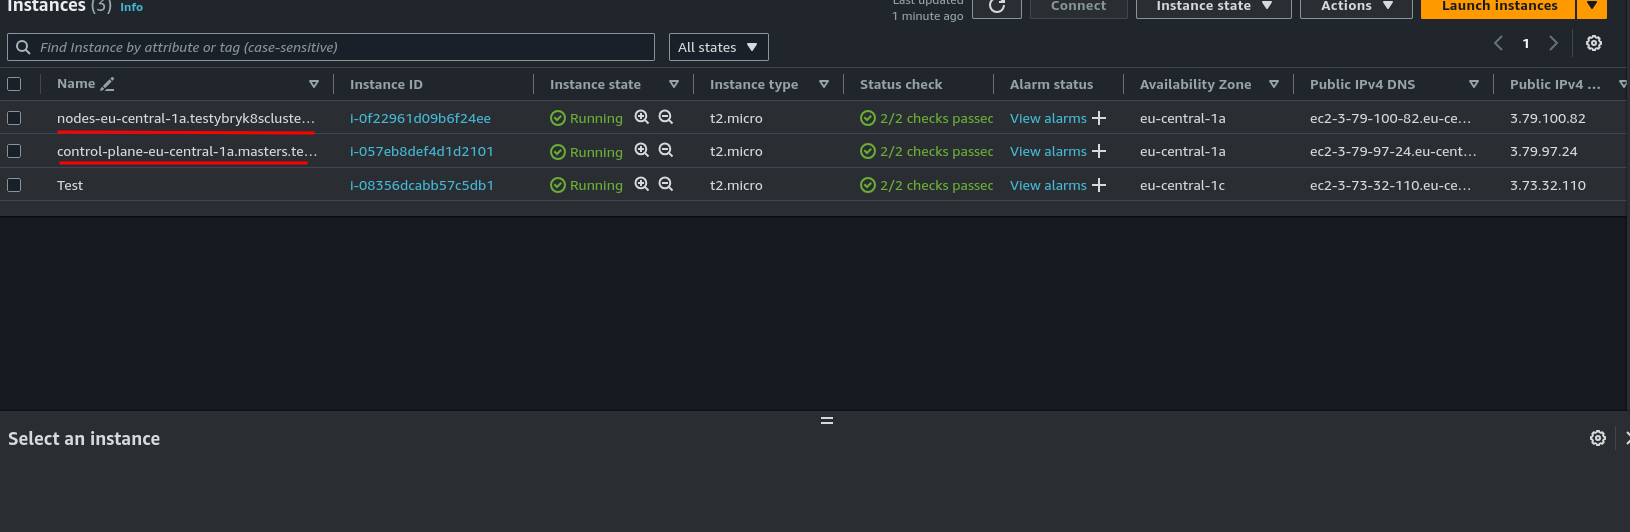 Instances (3) Info
Last updated
1 minute ago
Connect
Instance state
Actions
Launch instances
Find Instance by attribute or tag (case-sensitive)
All states
1
Name Instance ID Instance state Instance type Status check Alarm status Availability Zone Public IPv4 DNS Public IPv4 ...
nodes-eu-central-1a.testybryk8scluste... i-0f22961d09b6f24ee Running t2.micro 2/2 checks passec View alarms + eu-central-1a ec2-3-79-100-82.eu-ce... 3.79.100.82
control-plane-eu-central-1a.masters.te... i-057eb8def4d1d2101 Running t2.micro 2/2 checks passec View alarms + eu-central-1a ec2-3-79-97-24.eu-cent... 3.79.97.24
Test i-08356dcabb57c5db1 Running t2.micro 2/2 checks passec View alarms + eu-central-1c ec2-3-73-32-110.eu-ce... 3.73.32.110
Select an instance